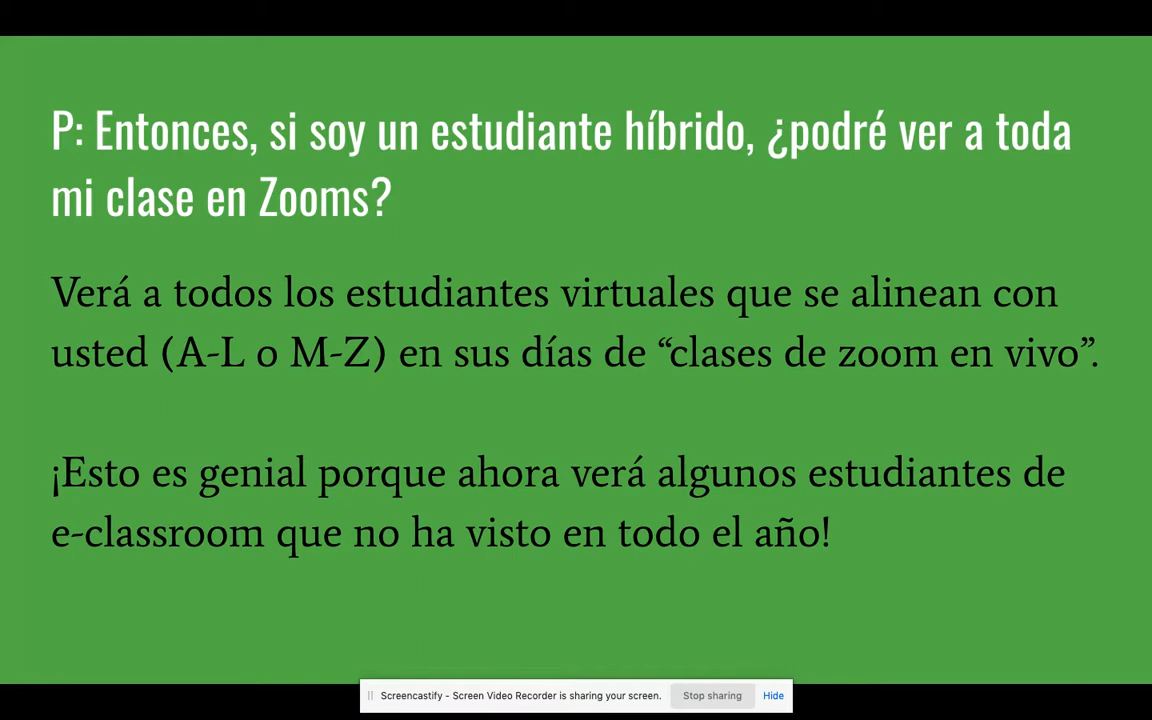 P: Entonces, si soy un estudiante híbrido, ¿podré ver a toda
mi clase en Zooms?
Verá a todos los estudiantes virtuales que se alinean con
usted (A-L o M-Z) en sus días de “clases de zoom en vivo”.
¡Esto es genial porque ahora verá algunos estudiantes de
e-classroom que no ha visto en todo el año!
Screencastify - Screen Video Recorder is sharing your screen. Stop sharing Hide